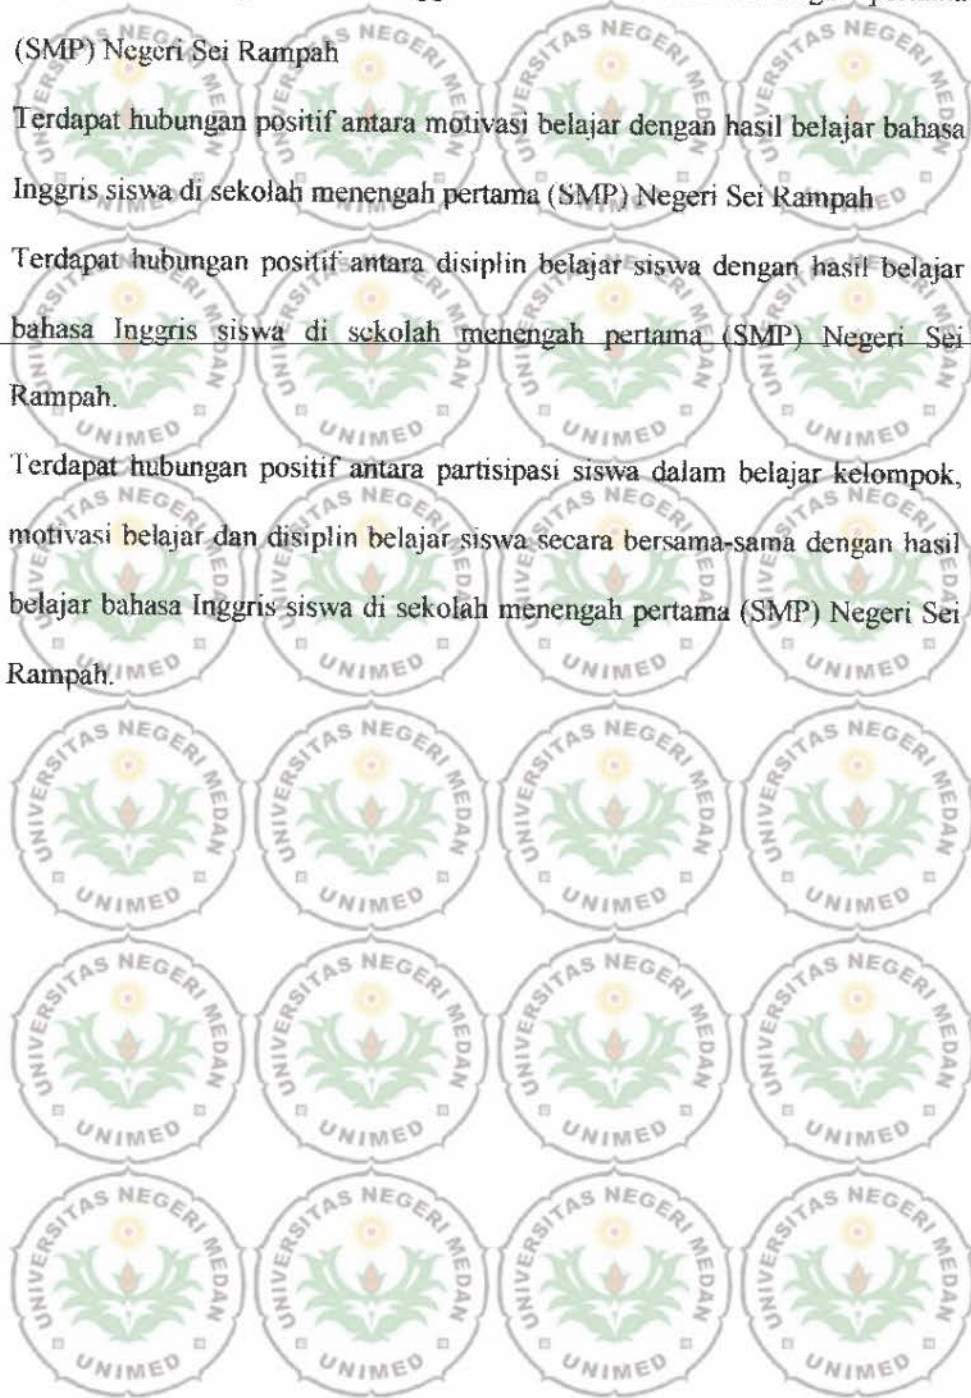 (SMP) Negeri Sei Rampah
Terdapat hubungan positif antara motivasi belajar dengan hasil belajar bahasa
Inggris siswa di sekolah menengah pertama (SMP) Negeri Sei Rampah
Terdapat hubungan positif antara disiplin belajar siswa dengan hasil belajar
bahasa Inggris siswa di sekolah menengah pertama (SMP) Negeri Sei
Rampah.
Terdapat hubungan positif antara partisipasi siswa dalam belajar kelompok,
motivasi belajar dan disiplin belajar siswa secara bersama-sama dengan hasil
belajar bahasa Inggris siswa di sekolah menengah pertama (SMP) Negeri Sei
Rampah.
UNIVERSITAS NEGERI MEDAN
UNIMED